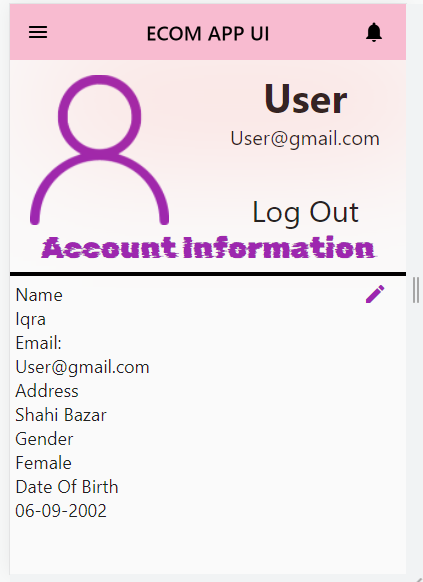 ECOM APP UI
User
User@gmail.com
Log Out
Account Information
Name
Iqra
Email:
User@gmail.com
Address
Shahi Bazar
Gender
Female
Date Of Birth
06-09-2002